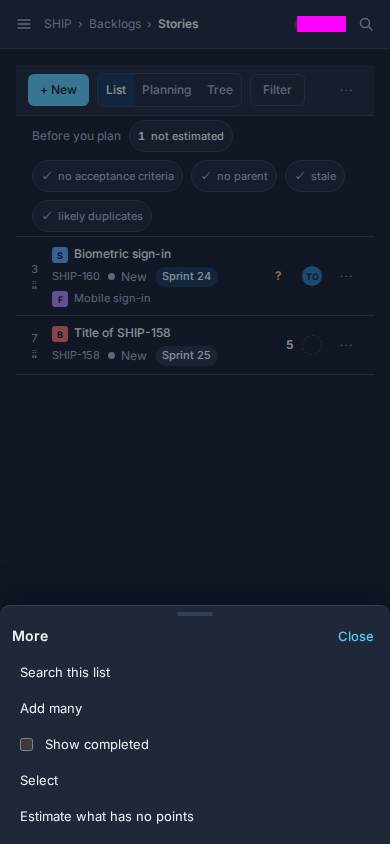 SHIP › Backlogs › Stories
+ New List Planning Tree Filter ...
Before you plan 1 not estimated
✓ no acceptance criteria ✓ no parent ✓ stale
✓ likely duplicates
S Biometric sign-in
3 SHIP-160 New Sprint 24 ? TO ...
F Mobile sign-in
B Title of SHIP-158
7 SHIP-158 New Sprint 25 5 ...
More Close
Search this list
Add many
Show completed
Select
Estimate what has no points